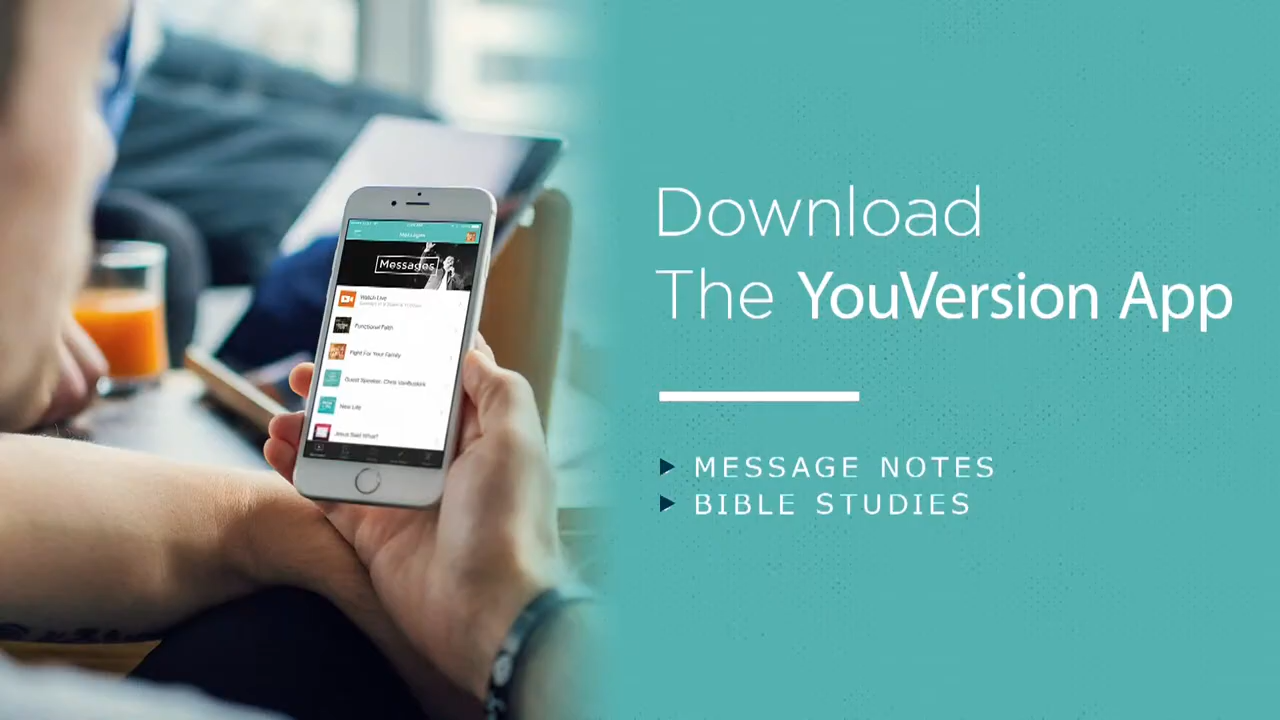 Messages
Messages
Watch Live
Functional Faith
Fight For Your Family
Guest Speaker: Chris VanBuskirk
New Life
Jesus Said What?
Download
The YouVersion App
MESSAGE NOTES
BIBLE STUDIES